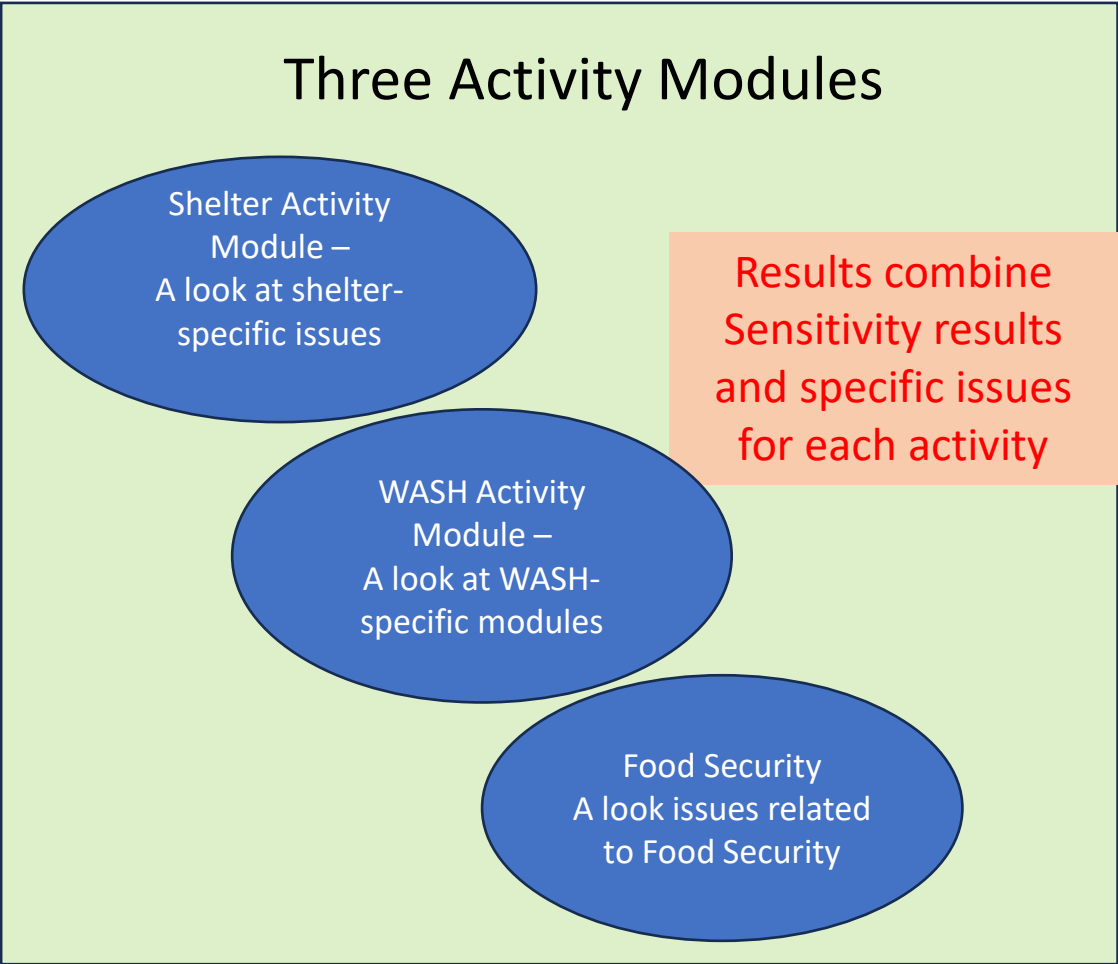 Three Activity Modules
Shelter Activity
Module –
A look at shelter-
specific issues
Results combine
Sensitivity results
and specific issues
for each activity
WASH Activity
Module –
A look at WASH-
specific modules
Food Security
A look issues related
to Food Security